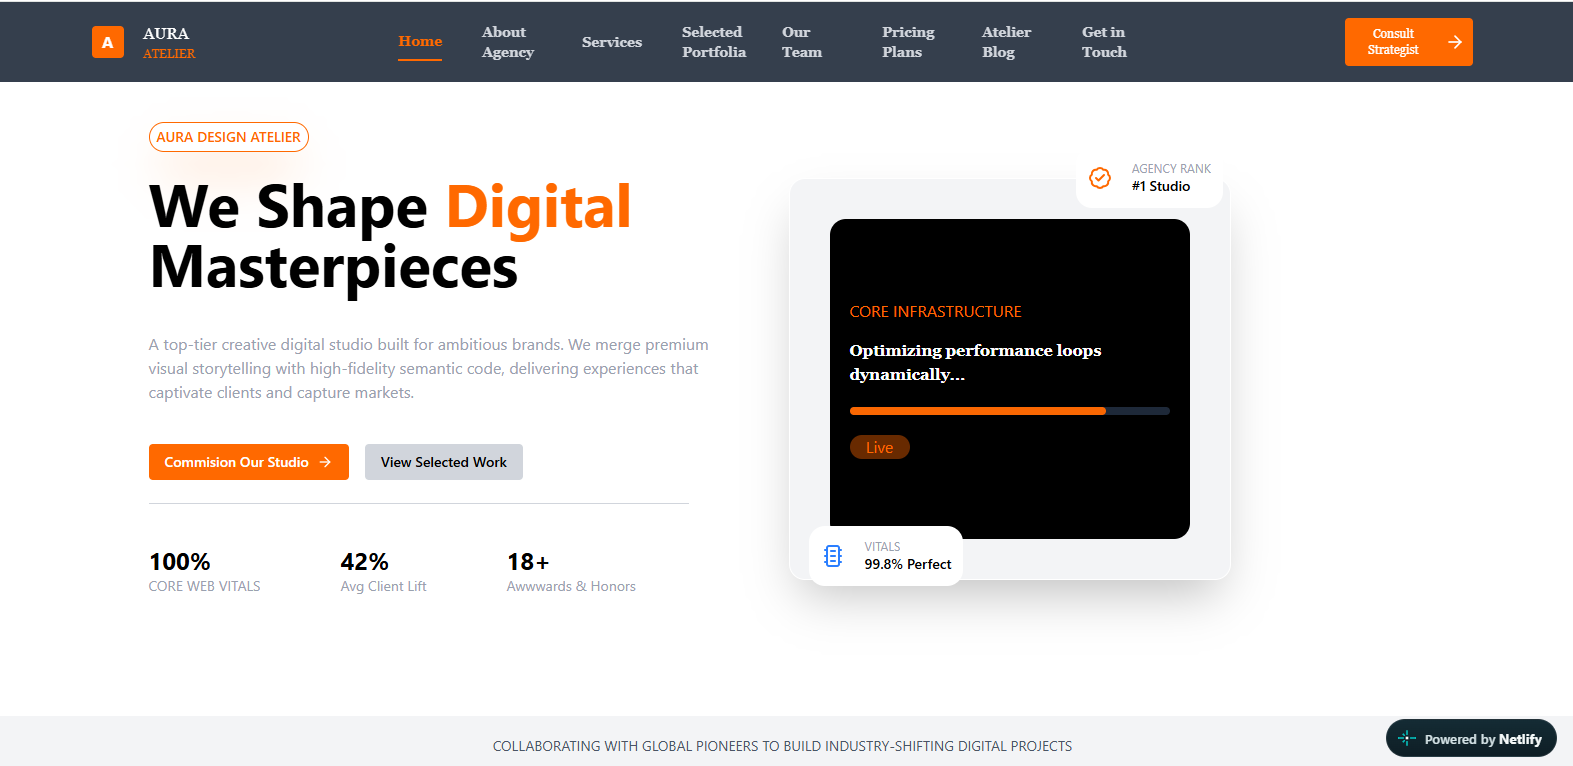 A
AURA
ATELIER
Home
About
Agency
Services
Selected
Portfolia
Our
Team
Pricing
Plans
Atelier
Blog
Get in
Touch
Consult
Strategist
AURA DESIGN ATELIER
We Shape Digital
Masterpieces
A top-tier creative digital studio built for ambitious brands. We merge premium
visual storytelling with high-fidelity semantic code, delivering experiences that
captivate clients and capture markets.
Commision Our Studio
View Selected Work
100%
CORE WEB VITALS
42%
Avg Client Lift
18+
Awwwards & Honors
AGENCY RANK
#1 Studio
CORE INFRASTRUCTURE
Optimizing performance loops
dynamically...
Live
VITALS
99.8% Perfect
COLLABORATING WITH GLOBAL PIONEERS TO BUILD INDUSTRY-SHIFTING DIGITAL PROJECTS
Powered by Netlify